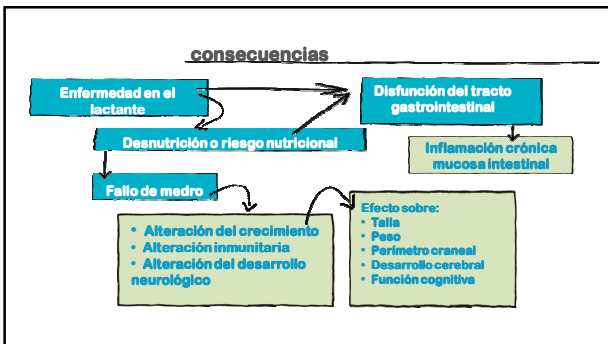 consecuencias
Enfermedad en el
lactante
Disfunción del tracto
gastrointestinal
Desnutrición o riesgo nutricional
Inflamación crónica
mucosa intestinal
Fallo de medro
• Alteración del crecimiento
• Alteración inmunitaria
• Alteración del desarrollo
neurológico
Efecto sobre:
• Talla
• Peso
• Perímetro craneal
• Desarrollo cerebral
• Función cognitiva